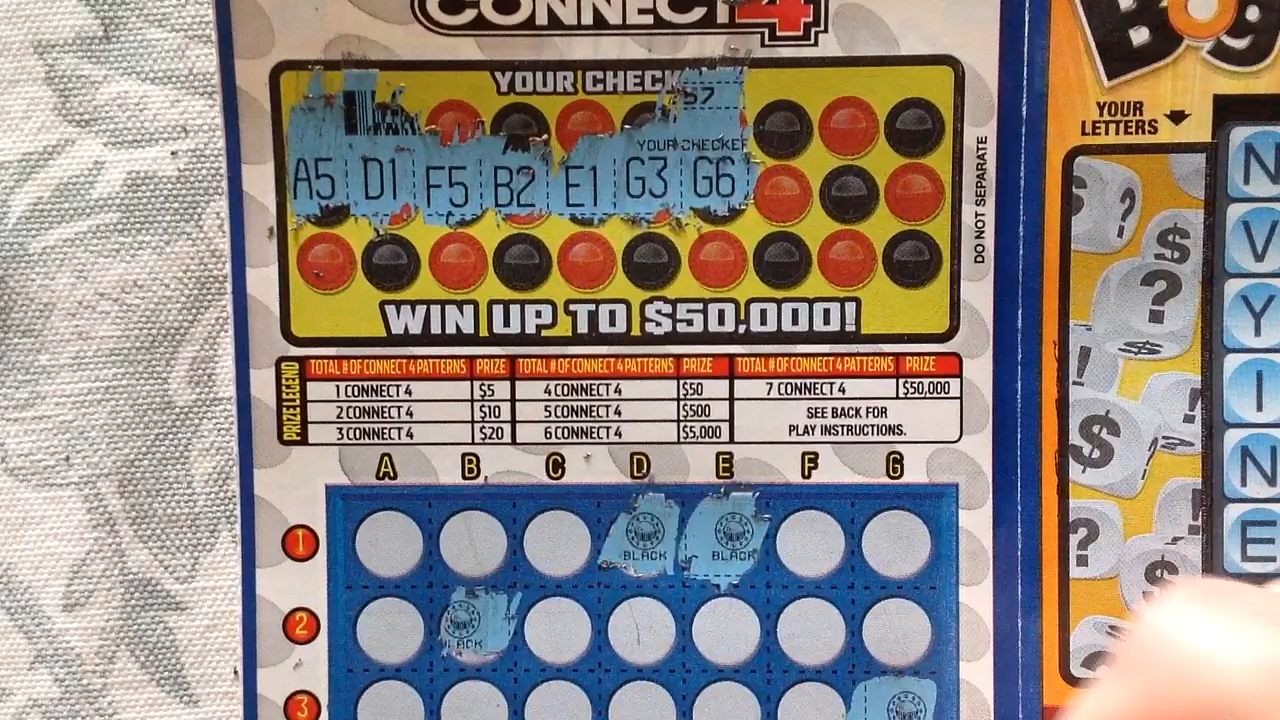 CONNECT 4
YOUR CHECK
57
YOUR CHECKER
A5 D1 F5 B2 E1 G3 G6
WIN UP TO $50,000!
DO NOT SEPARATE
PRIZE LEGEND
TOTAL # OF CONNECT 4 PATTERNS PRIZE TOTAL # OF CONNECT 4 PATTERNS PRIZE TOTAL # OF CONNECT 4 PATTERNS PRIZE
1 CONNECT 4 $5 4 CONNECT 4 $50 7 CONNECT 4 $50,000
2 CONNECT 4 $10 5 CONNECT 4 $500 SEE BACK FOR
3 CONNECT 4 $20 6 CONNECT 4 $5,000 PLAY INSTRUCTIONS.
A B C D E F G
1 BLACK BLACK
2 LACK
3
YOUR
LETTERS
N
V
Y
I
N
E